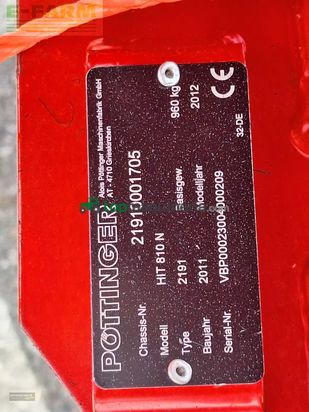 E-FARM
PÖTTINGER
Alois Pöttinger Maschinenfabrik GmbH
AT, 4710 Grieskirchen
Chassis-Nr. 21910001705
Modell HIT 810 N
Type 2191 Basisgew. 960 kg
Baujahr 2011 Modelljahr 2012
Serial-Nr. VBP00023004000209
CE
32-DE